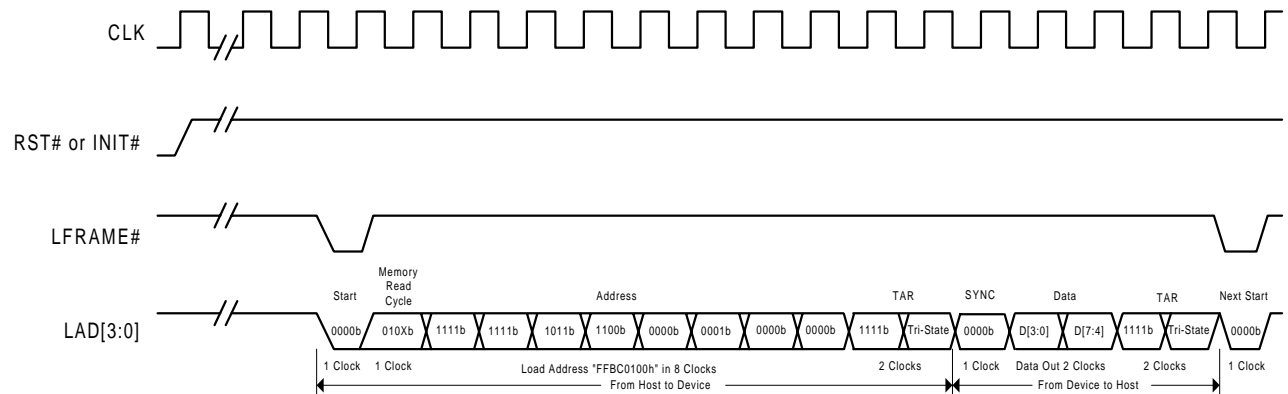 CLK
RST# or INIT#
LFRAME#
Memory
Read
Cycle
Start
Address
TAR
SYNC
Data
TAR
Next Start
LAD[3:0]
0000b
010Xb
1111b
1111b
1011b
1100b
0000b
0001b
0000b
0000b
1111b
Tri-State
0000b
D[3:0]
D[7:4]
1111b
Tri-State
0000b
1 Clock
1 Clock
Load Address "FFBC0100h" in 8 Clocks
2 Clocks
1 Clock
Data Out 2 Clocks
2 Clocks
1 Clock
From Host to Device
From Device to Host